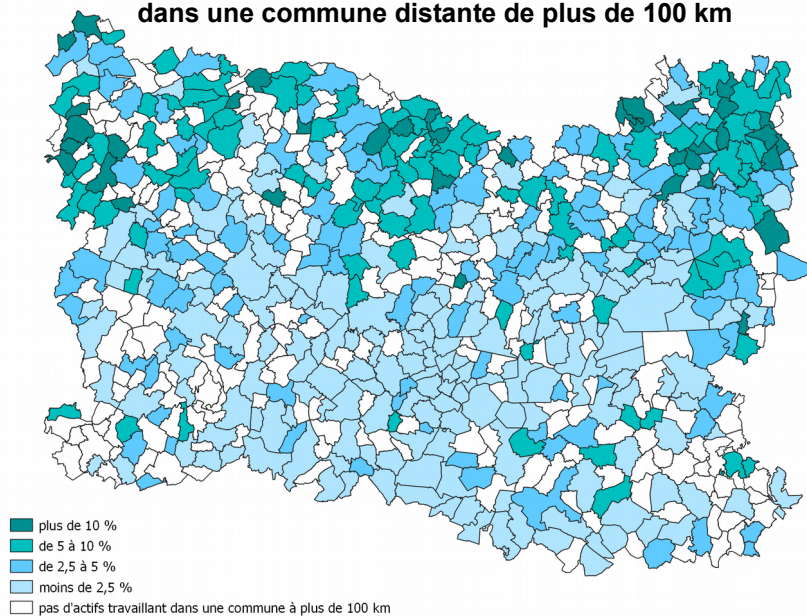 dans une commune distante de plus de 100 km
plus de 10 %
de 5 à 10 %
de 2,5 à 5 %
moins de 2,5 %
pas d'actifs travaillant dans une commune à plus de 100 km